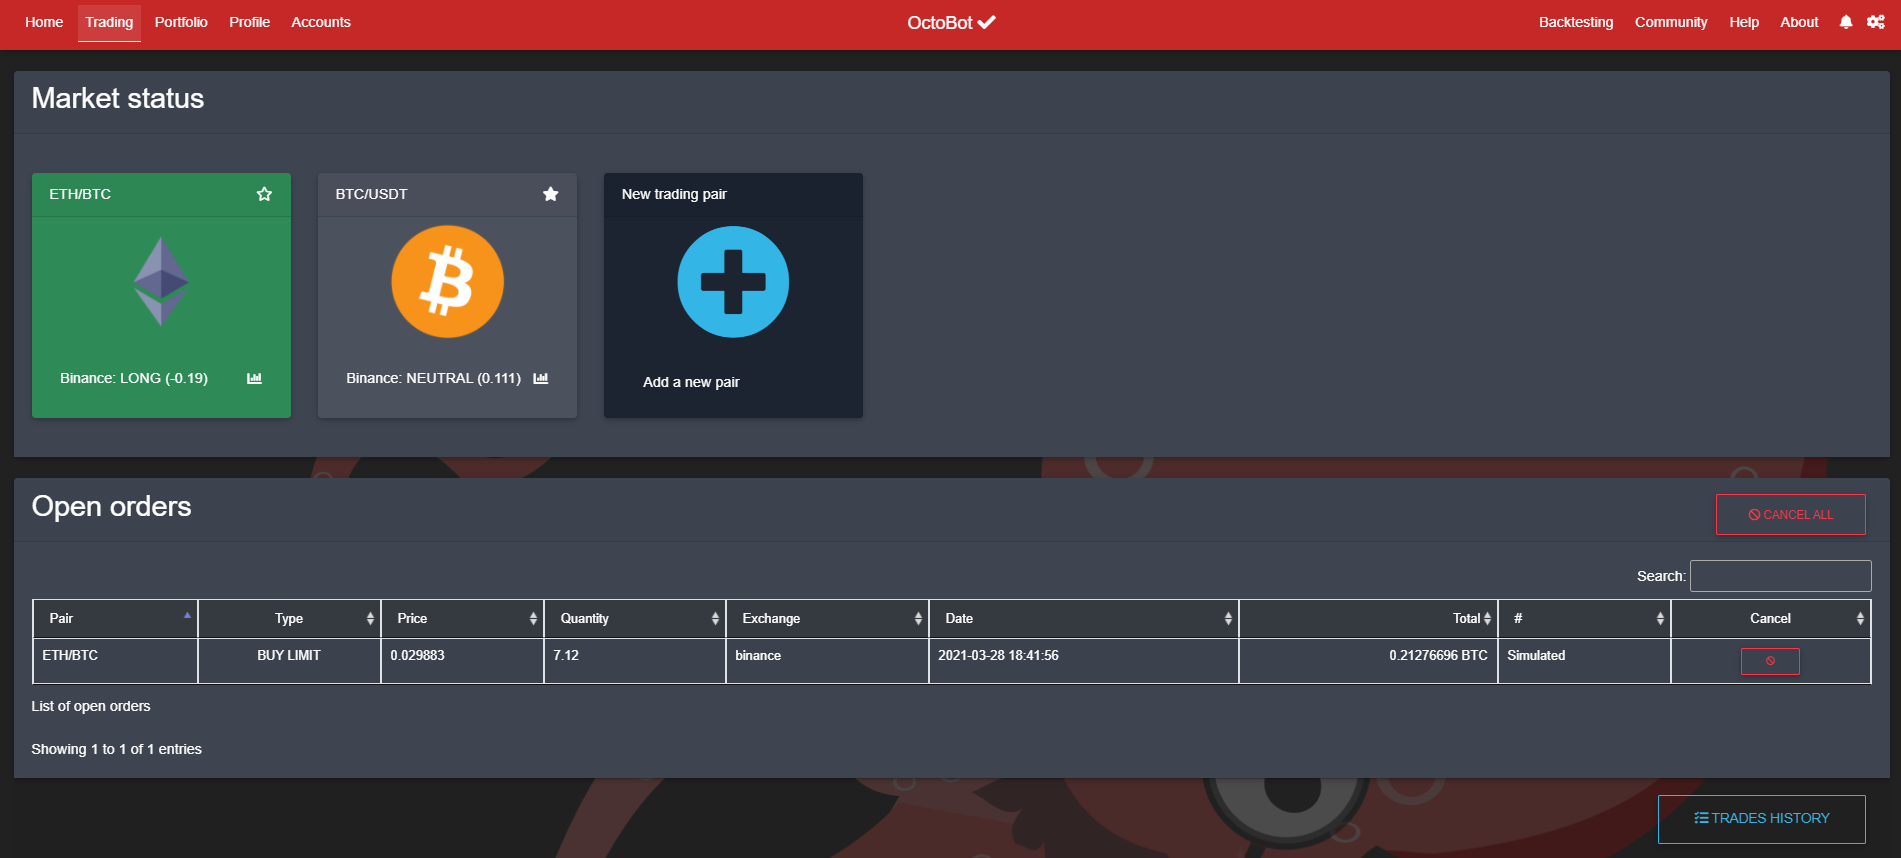 Home Trading Portfolio Profile Accounts OctoBot Backtesting Community Help About
Market status
ETH/BTC BTC/USDT New trading pair
Binance: LONG (-0.19) Binance: NEUTRAL (0.111) Add a new pair
Open orders CANCEL ALL
Search:
Pair Type Price Quantity Exchange Date Total # Cancel
ETH/BTC BUY LIMIT 0.029883 7.12 binance 2021-03-28 18:41:56 0.21276696 BTC Simulated
List of open orders
Showing 1 to 1 of 1 entries
TRADES HISTORY